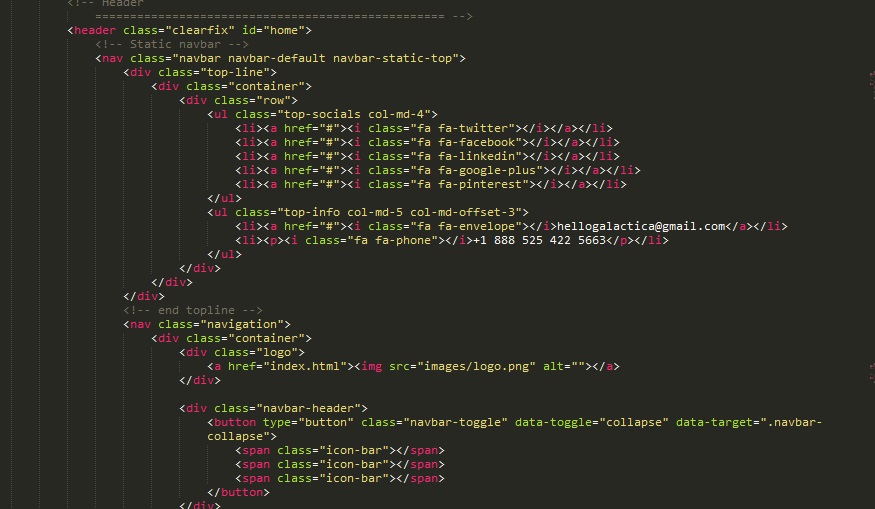 <!-- Header
================================================== -->
<header class="clearfix" id="home">
<!-- Static navbar -->
<nav class="navbar navbar-default navbar-static-top">
<div class="top-line">
<div class="container">
<div class="row">
<ul class="top-socials col-md-4">
<li><a href="#"><i class="fa fa-twitter"></i></a></li>
<li><a href="#"><i class="fa fa-facebook"></i></a></li>
<li><a href="#"><i class="fa fa-linkedin"></i></a></li>
<li><a href="#"><i class="fa fa-google-plus"></i></a></li>
<li><a href="#"><i class="fa fa-pinterest"></i></a></li>
</ul>
<ul class="top-info col-md-5 col-md-offset-3">
<li><a href="#"><i class="fa fa-envelope"></i>hellogalactica@gmail.com</a></li>
<li><p><i class="fa fa-phone"></i>+1 888 525 422 5663</p></li>
</ul>
</div>
</div>
</div>
<!-- end topline -->
<nav class="navigation">
<div class="container">
<div class="logo">
<a href="index.html"><img src="images/logo.png" alt=""></a>
</div>
<div class="navbar-header">
<button type="button" class="navbar-toggle" data-toggle="collapse" data-target=".navbar-
collapse">
<span class="icon-bar"></span>
<span class="icon-bar"></span>
<span class="icon-bar"></span>
</button>
</div>